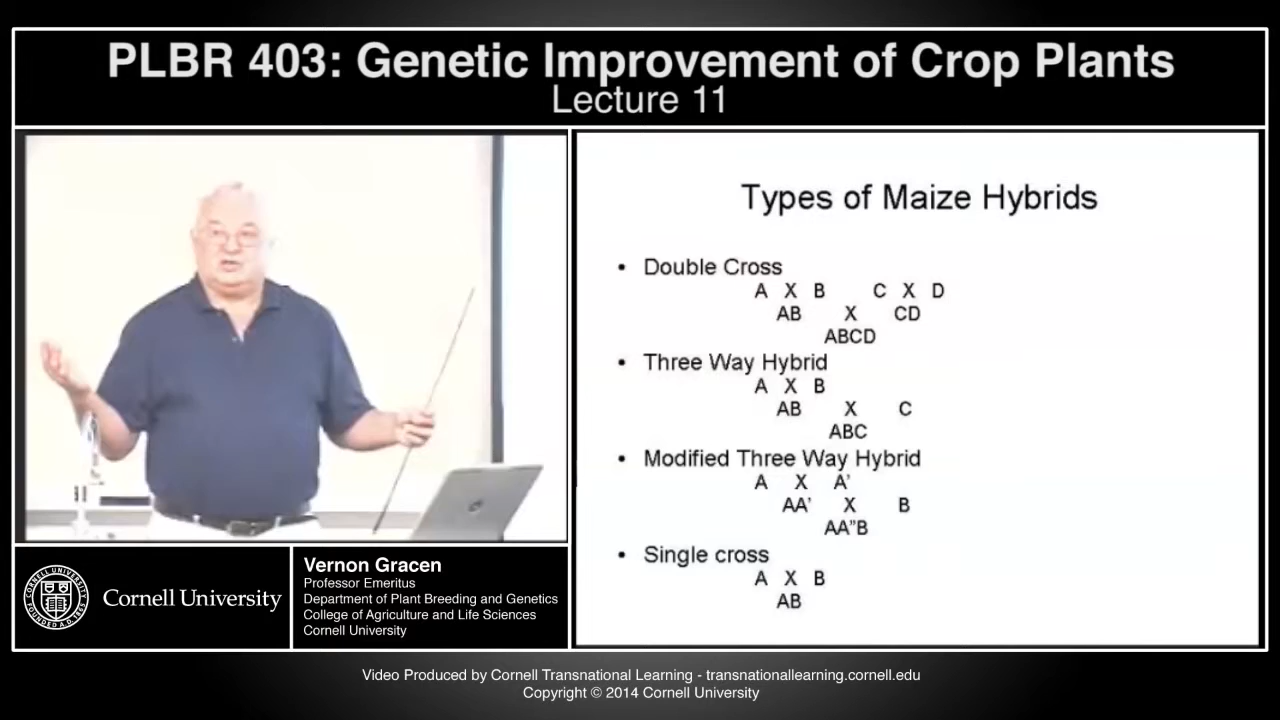 PLBR 403: Genetic Improvement of Crop Plants
Lecture 11
Types of Maize Hybrids
• Double Cross
A X B C X D
AB X CD
ABCD
• Three Way Hybrid
A X B
AB X C
ABC
• Modified Three Way Hybrid
A X A'
AA' X B
AA"B
• Single cross
A X B
AB
Cornell University
Vernon Gracen
Professor Emeritus
Department of Plant Breeding and Genetics
College of Agriculture and Life Sciences
Cornell University
Video Produced by Cornell Transnational Learning - transnationallearning.cornell.edu
Copyright © 2014 Cornell University